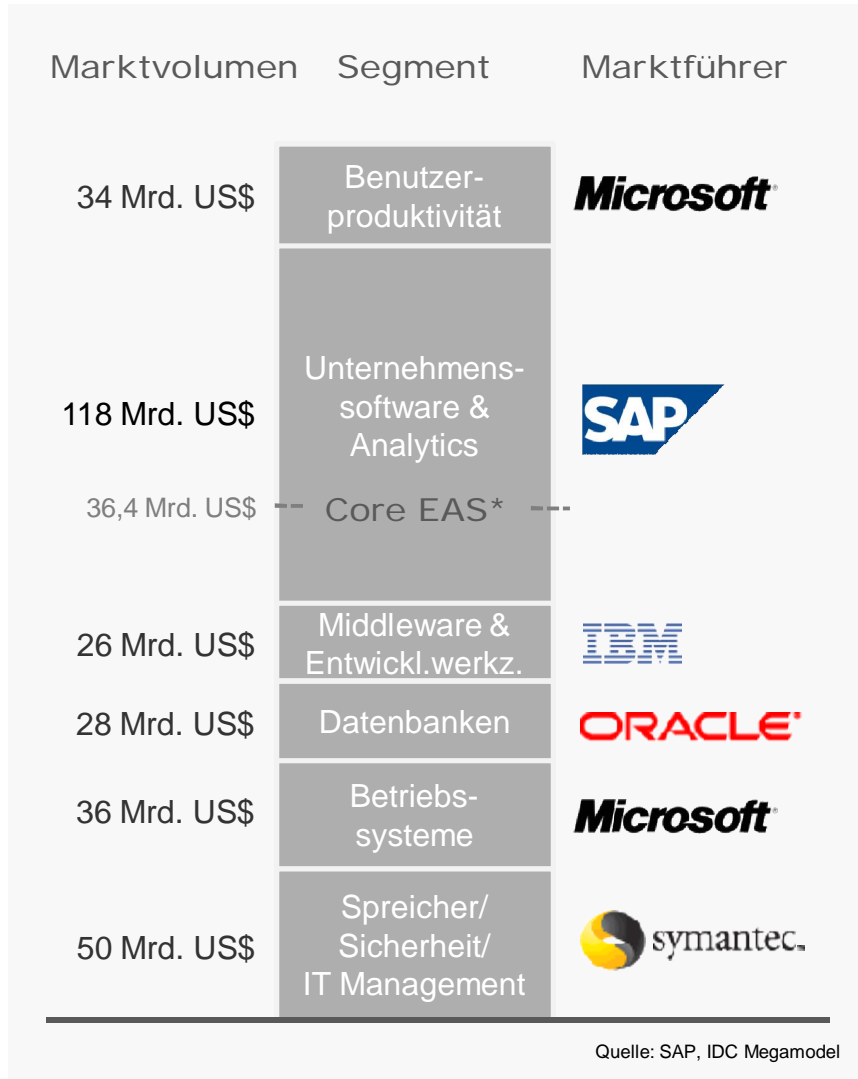 Marktvolumen Segment Marktführer
34 Mrd. US$
Benutzer-
produktivität
Microsoft
118 Mrd. US$
Unternehmens-
software &
Analytics
SAP
36,4 Mrd. US$ Core EAS*
26 Mrd. US$
Middleware &
Entwickl.werkz.
IBM
28 Mrd. US$ Datenbanken ORACLE
36 Mrd. US$
Betriebs-
systeme
Microsoft
50 Mrd. US$
Spreicher/
Sicherheit/
IT Management
symantec.
Quelle: SAP, IDC Megamodel